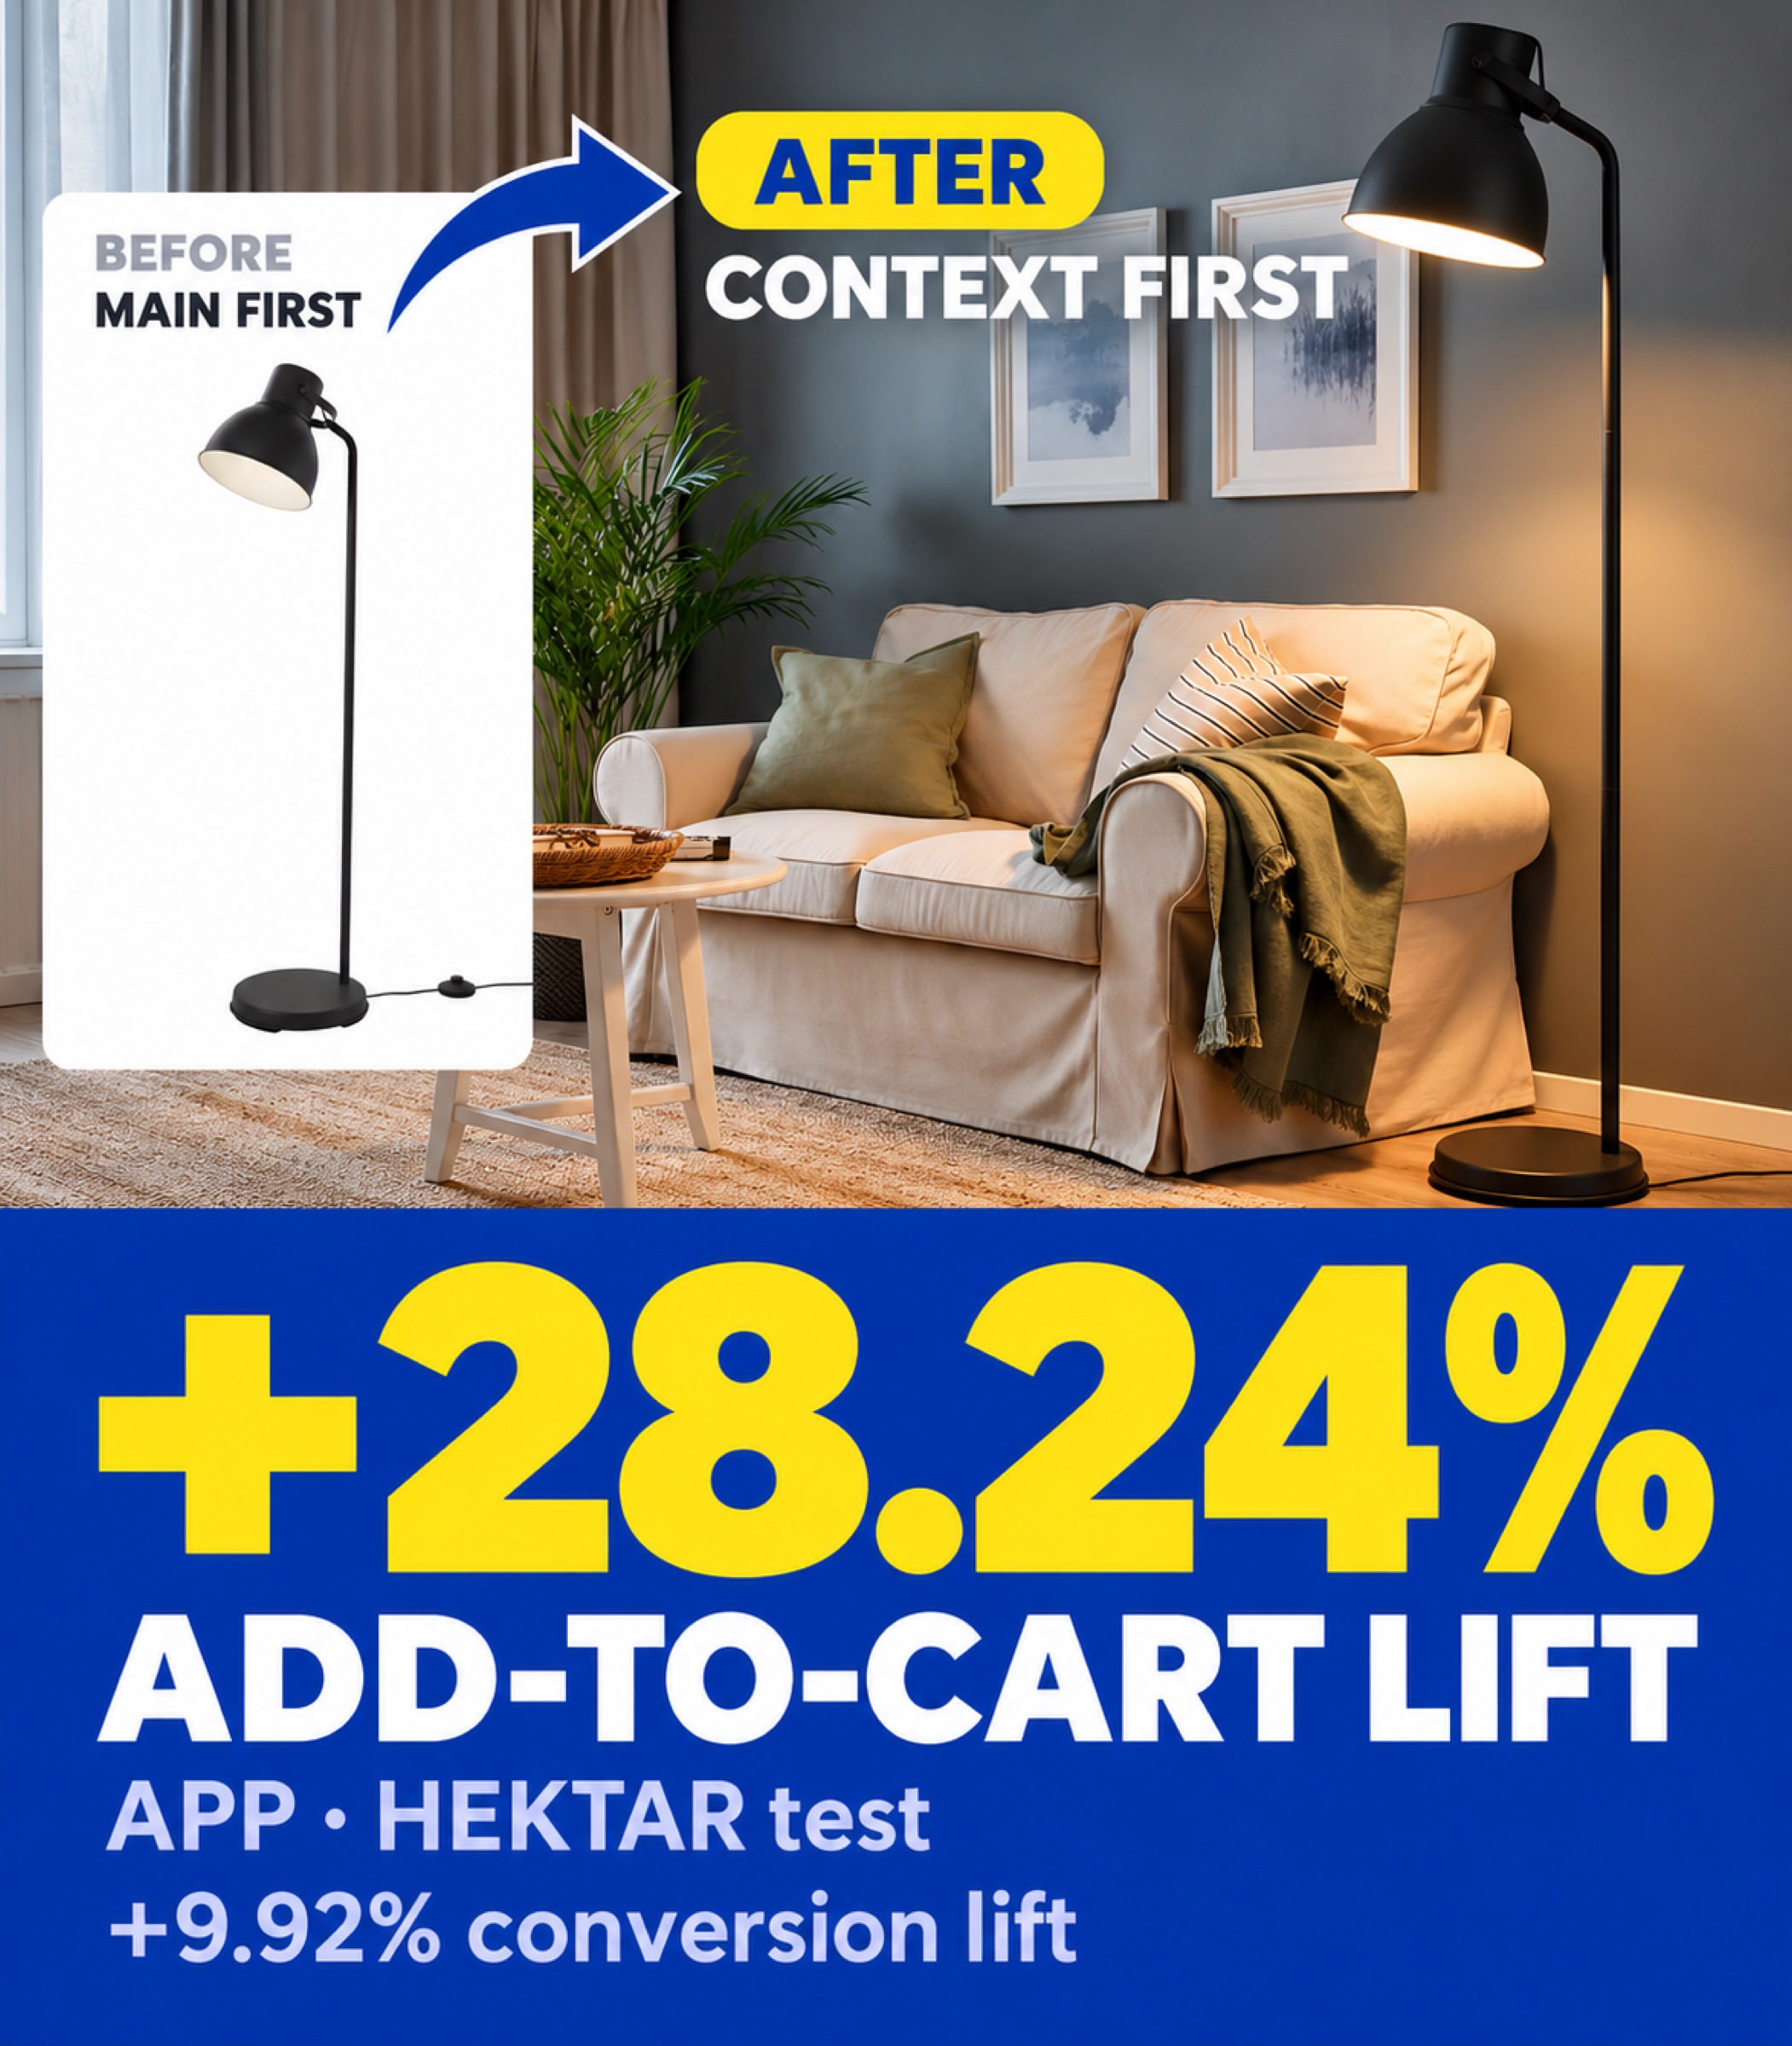 BEFORE
MAIN FIRST
AFTER
CONTEXT FIRST
+28.24%
ADD-TO-CART LIFT
APP • HEKTAR test
+9.92% conversion lift